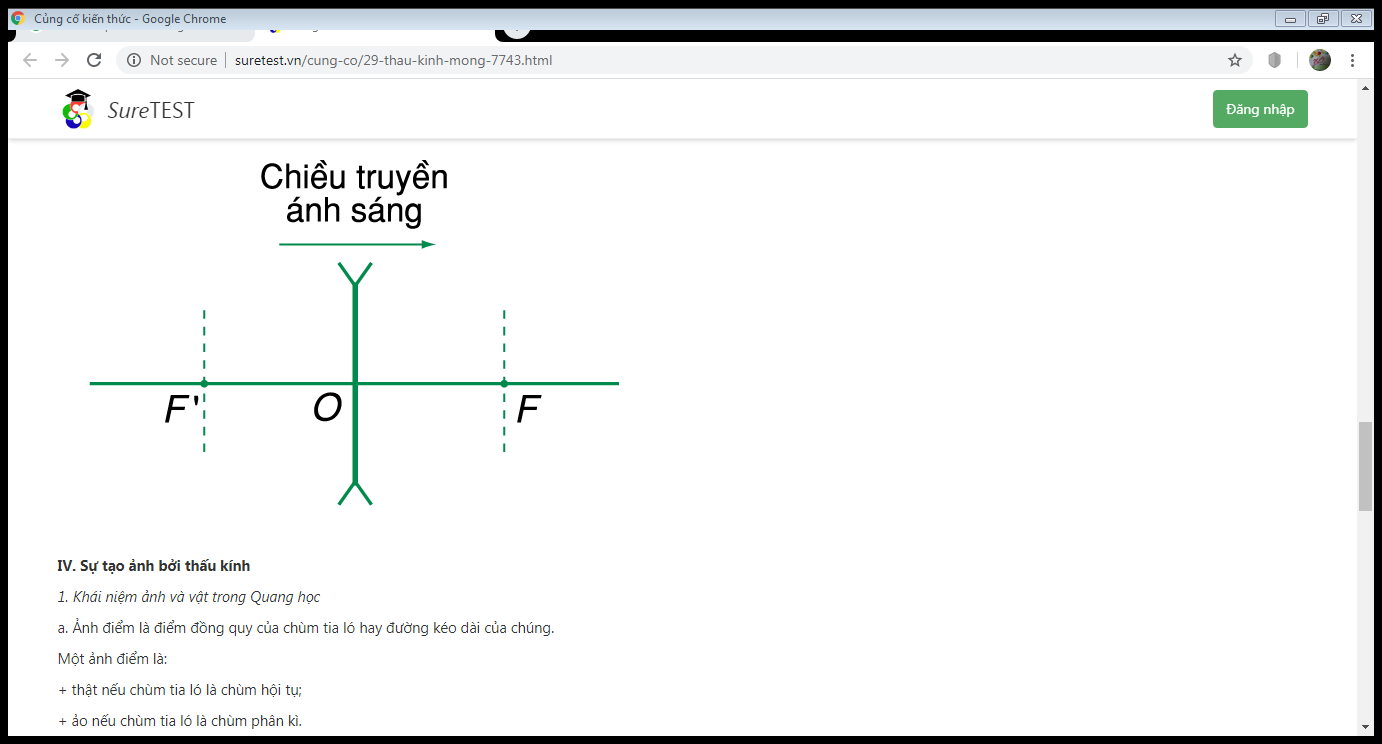 Củng cố kiến thức - Google Chrome
Not secure | suretest.vn/cung-co/29-thau-kinh-mong-7743.html
SureTEST
Đăng nhập
Chiều truyền
ánh sáng
F' O F
IV. Sự tạo ảnh bởi thấu kính
1. Khái niệm ảnh và vật trong Quang học
a. Ảnh điểm là điểm đồng quy của chùm tia ló hay đường kéo dài của chúng.
Một ảnh điểm là:
+ thật nếu chùm tia ló là chùm hội tụ;
+ ảo nếu chùm tia ló là chùm phân kì.